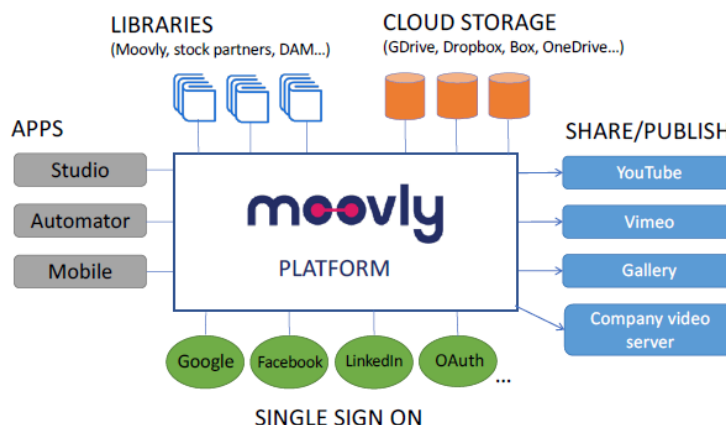 LIBRARIES
(Moovly, stock partners, DAM...)
CLOUD STORAGE
(GDrive, Dropbox, Box, OneDrive...)
APPS
Studio
Automator
Mobile
moovly
PLATFORM
SHARE/PUBLISH
YouTube
Vimeo
Gallery
Company video
server
Google
Facebook
LinkedIn
OAuth
...
SINGLE SIGN ON